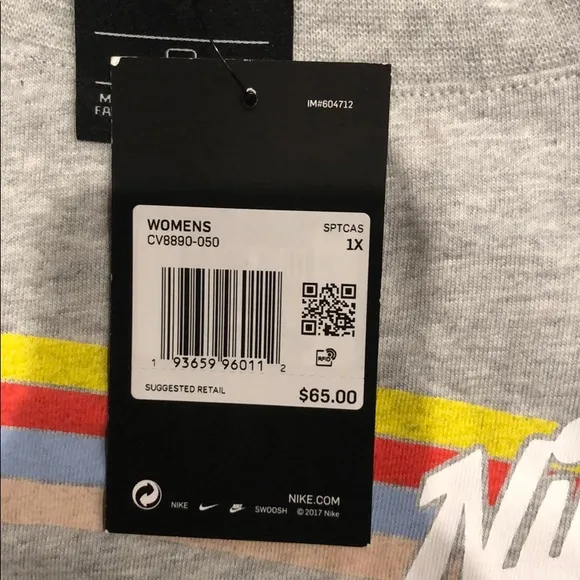 IM#604712
WOMENS SPTCAS
CV8890-050 1X
1 93659 96011 2
RFID
SUGGESTED RETAIL $65.00
NIKE SWOOSH NIKE.COM
© 2017 Nike